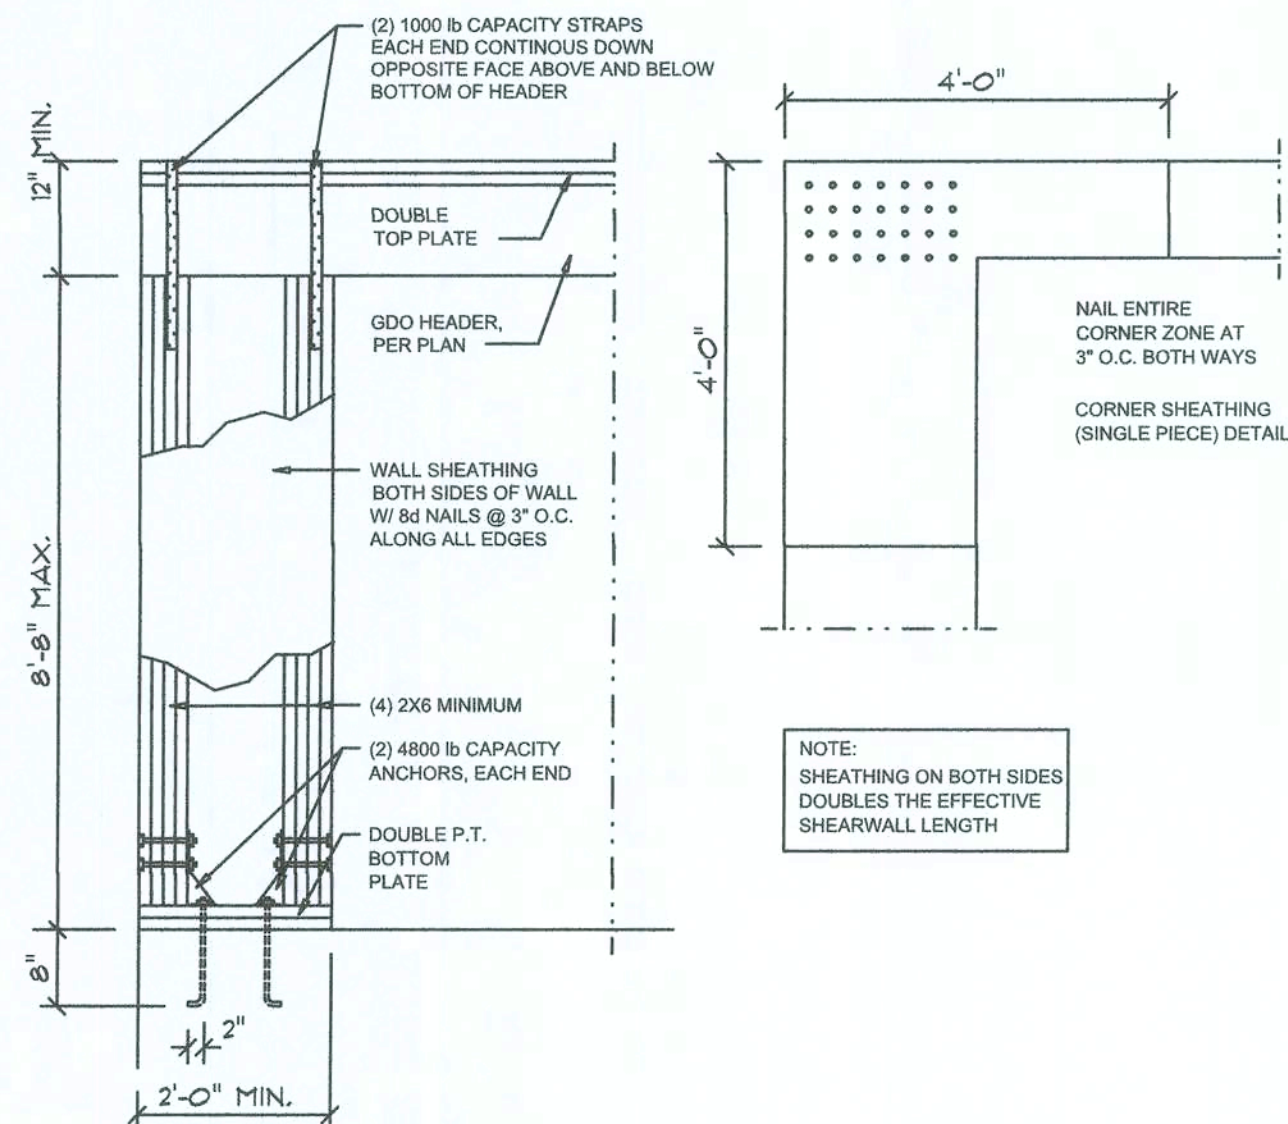 (2) 1000 lb CAPACITY STRAPS
EACH END CONTINOUS DOWN
OPPOSITE FACE ABOVE AND BELOW
BOTTOM OF HEADER
12" MIN.
DOUBLE
TOP PLATE
GDO HEADER,
PER PLAN
WALL SHEATHING
BOTH SIDES OF WALL
W/ 8d NAILS @ 3" O.C.
ALONG ALL EDGES
8'-8" MAX.
(4) 2X6 MINIMUM
(2) 4800 lb CAPACITY
ANCHORS, EACH END
DOUBLE P.T.
BOTTOM
PLATE
8"
2"
2'-0" MIN.
4'-0"
4'-0"
NAIL ENTIRE
CORNER ZONE AT
3" O.C. BOTH WAYS
CORNER SHEATHING
(SINGLE PIECE) DETAIL
NOTE:
SHEATHING ON BOTH SIDES
DOUBLES THE EFFECTIVE
SHEARWALL LENGTH